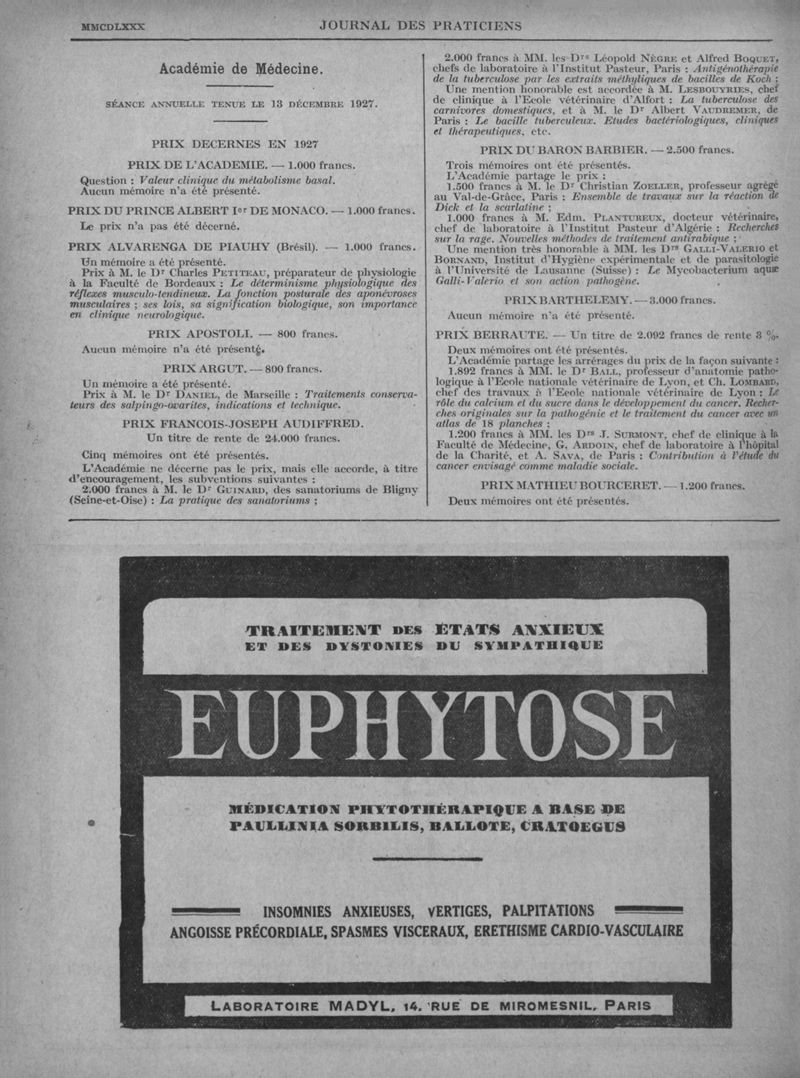 MMCDLXXX
JOURNAL DES PRATICIENS
Académie de Médecine.
SÉANCE ANNUELLE TENUE LE 13 DÉCEMBRE 1927.
PRIX DECERNES EN 1927
PRIX DE L'ACADEMIE. — 1.000 francs.
Question : Valeur clinique du métabolisme basal.
Aucun mémoire n'a été présenté.
PRIX DU PRINCE ALBERT Ier DE MONACO. — 1.000 francs.
Le prix n'a pas été décerné.
PRIX ALVARENGA DE PIAUHY (Brésil). — 1.000 francs.
Un mémoire a été présenté.
Prix à M. le Dr Charles PETITEAU, préparateur de physiologie
à la Faculté de Bordeaux : Le déterminisme physiologique des
réflexes musculo-tendineux. La fonction posturale des aponévroses
musculaires ; ses lois, sa signification biologique, son importance
en clinique neurologique.
PRIX APOSTOLI. — 800 francs.
Aucun mémoire n'a été présenté.
PRIX ARGUT. — 800 francs.
Un mémoire a été présenté.
Prix à M. le Dr DANIEL, de Marseille : Traitements conserva-
teurs des salpingo-ovarites, indications et technique.
PRIX FRANCOIS-JOSEPH AUDIFFRED.
Un titre de rente de 24.000 francs.
Cinq mémoires ont été présentés.
L'Académie ne décerne pas le prix, mais elle accorde, à titre
d'encouragement, les subventions suivantes :
2.000 francs à M. le Dr GUINARD, des sanatoriums de Bligny
(Seine-et-Oise) : La pratique des sanatoriums ;
2.000 francs à MM. les Drs Léopold NÈGRE et Alfred BOQUET,
chefs de laboratoire à l'Institut Pasteur, Paris : Antigénothérapie
de la tuberculose par les extraits méthyliques de bacilles de Koch ;
Une mention honorable est accordée à M. LESBOUYRIES, chef
de clinique à l'Ecole vétérinaire d'Alfort : La tuberculose des
carnivores domestiques, et à M. le Dr Albert VAUDREMER, de
Paris : Le bacille tuberculeux. Etudes bactériologiques, cliniques
et thérapeutiques, etc.
PRIX DU BARON BARBIER. — 2.500 francs.
Trois mémoires ont été présentés.
L'Académie partage le prix :
1.500 francs à M. le Dr Christian ZOELLER, professeur agrégé
au Val-de-Grâce, Paris : Ensemble de travaux sur la réaction de
Dick et la scarlatine ;
1.000 francs à M. Edm. PLANTUREUX, docteur vétérinaire,
chef de laboratoire à l'Institut Pasteur d'Algérie : Recherches
sur la rage. Nouvelles méthodes de traitement antirabique ;
Une mention très honorable à MM. les Drs GALLI-VALERIO et
BORNAND, Institut d'Hygiène expérimentale et de parasitologie
à l'Université de Lausanne (Suisse) : Le Mycobacterium aquæ
Galli-Valerio et son action pathogène.
PRIX BARTHELEMY. — 3.000 francs.
Aucun mémoire n'a été présenté.
PRIX BERRAUTE. — Un titre de 2.092 francs de rente 3 %.
Deux mémoires ont été présentés.
L'Académie partage les arrérages du prix de la façon suivante :
1.892 francs à MM. le Dr BALL, professeur d'anatomie patho-
logique à l'Ecole nationale vétérinaire de Lyon, et Ch. LOMBARD,
chef des travaux à l'Ecole nationale vétérinaire de Lyon : Le
rôle du calcium et du sucre dans le développement du cancer. Recher-
ches originales sur la pathogénie et le traitement du cancer avec un
atlas de 18 planches ;
1.200 francs à MM. les Drs J. SURMONT, chef de clinique à la
Faculté de Médecine, G. ARDOIN, chef de laboratoire à l'hôpital
de la Charité, et A. SAVA, de Paris : Contribution à l'étude du
cancer envisagé comme maladie sociale.
PRIX MATHIEU BOURCERET. — 1.200 francs.
Deux mémoires ont été présentés.
TRAITEMENT DES ÉTATS ANXIEUX
ET DES DYSTONIES DU SYMPATHIQUE
EUPHYTOSE
MÉDICATION PHYTOTHÉRAPIQUE A BASE DE
PAULLINIA SORBILIS, BALLOTE, CRATOEGUS
INSOMNIES ANXIEUSES, VERTIGES, PALPITATIONS
ANGOISSE PRÉCORDIALE, SPASMES VISCERAUX, ERETHISME CARDIO-VASCULAIRE
LABORATOIRE MADYL, 14, RUE DE MIROMESNIL, PARIS